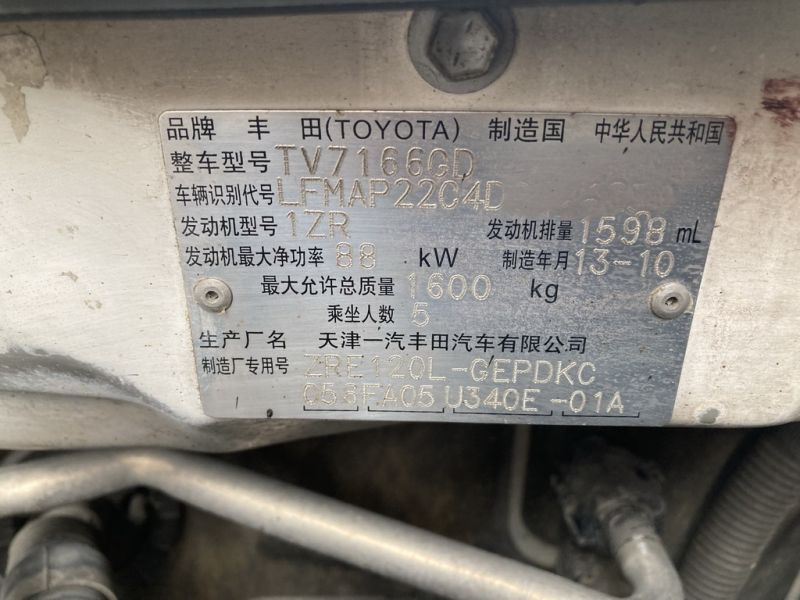 品牌 丰 田(TOYOTA) 制造国 中华人民共和国
整车型号 TV7166GD
车辆识别代号 LFMAP22C4D
发动机型号 1ZR 发动机排量 1598 mL
发动机最大净功率 88 kW 制造年月 13-10
最大允许总质量 1600 kg
乘坐人数 5
生产厂名 天津一汽丰田汽车有限公司
制造厂专用号 ZRE120L-GEPDKC
058FA05 U340E -01A